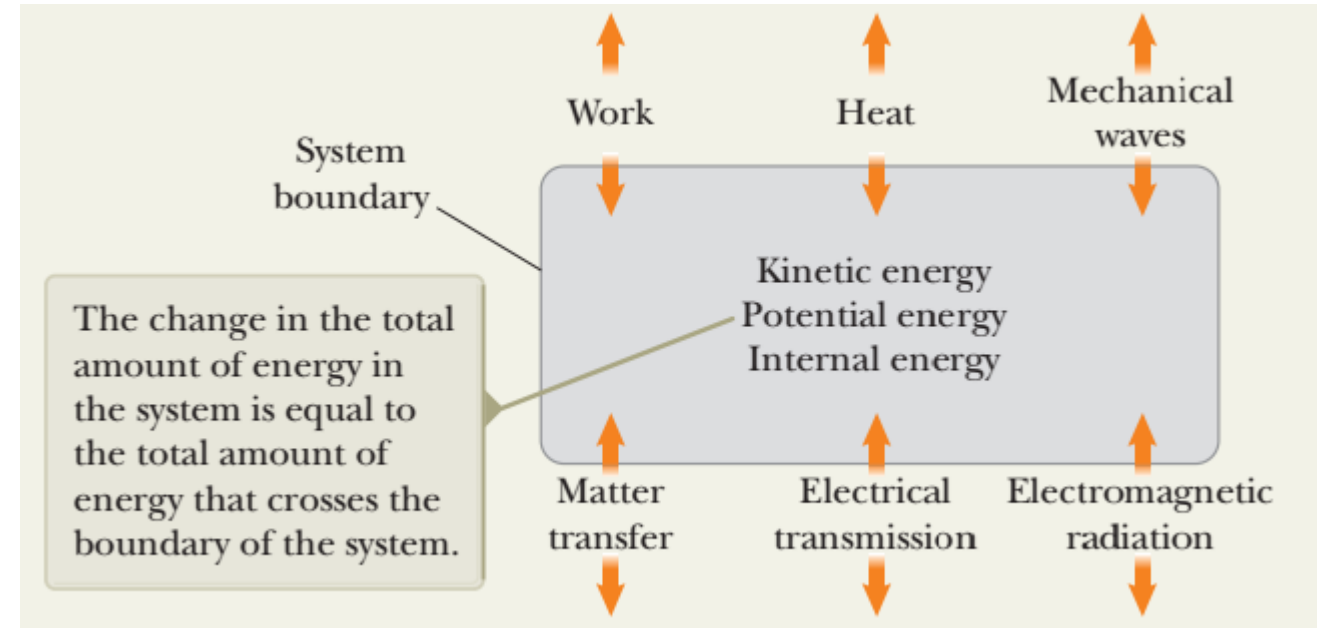 Work
Heat
Mechanical
waves
System
boundary
Kinetic energy
Potential energy
Internal energy
The change in the total
amount of energy in
the system is equal to
the total amount of
energy that crosses the
boundary of the system.
Matter
transfer
Electrical
transmission
Electromagnetic
radiation